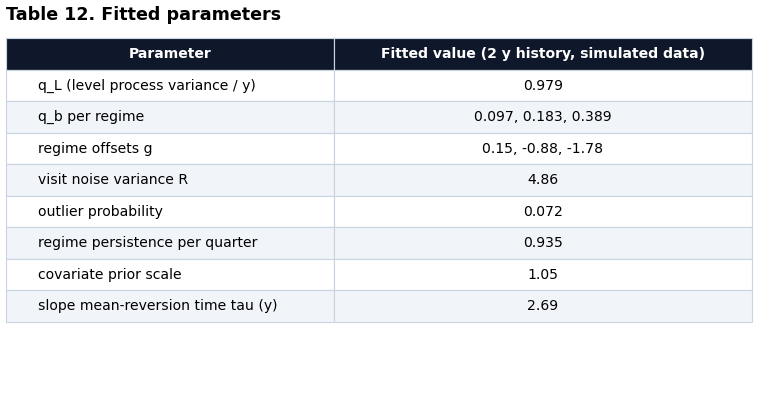 Table 12. Fitted parameters
Parameter Fitted value (2 y history, simulated data)
q_L (level process variance / y) 0.979
q_b per regime 0.097, 0.183, 0.389
regime offsets g 0.15, -0.88, -1.78
visit noise variance R 4.86
outlier probability 0.072
regime persistence per quarter 0.935
covariate prior scale 1.05
slope mean-reversion time tau (y) 2.69